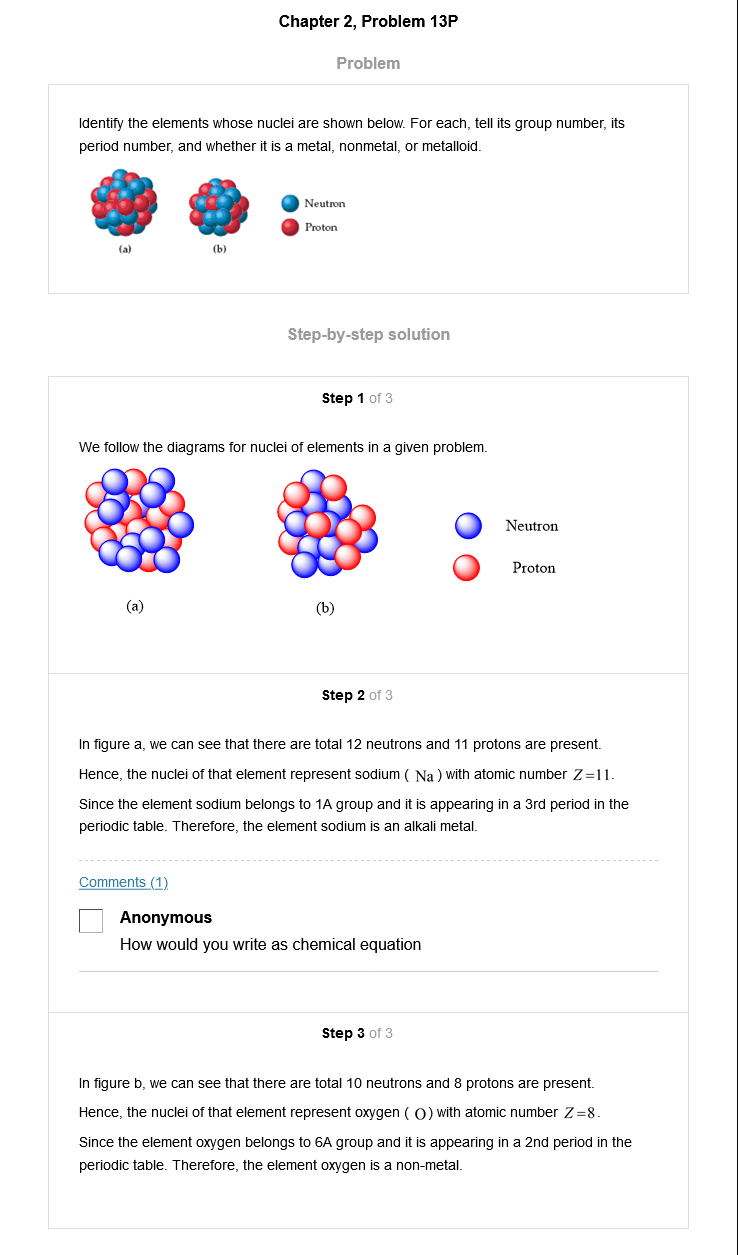 Chapter 2, Problem 13P
Problem
Identify the elements whose nuclei are shown below. For each, tell its group number, its
period number, and whether it is a metal, nonmetal, or metalloid.
Neutron
Proton
(a)
(b)
Step-by-step solution
Step 1 of 3
We follow the diagrams for nuclei of elements in a given problem.
Neutron
Proton
(a)
(b)
Step 2 of 3
In figure a, we can see that there are total 12 neutrons and 11 protons are present.
Hence, the nuclei of that element represent sodium ( Na ) with atomic number Z=11.
Since the element sodium belongs to 1A group and it is appearing in a 3rd period in the
periodic table. Therefore, the element sodium is an alkali metal.
Comments (1)
Anonymous
How would you write as chemical equation
Step 3 of 3
In figure b, we can see that there are total 10 neutrons and 8 protons are present.
Hence, the nuclei of that element represent oxygen ( O ) with atomic number Z=8.
Since the element oxygen belongs to 6A group and it is appearing in a 2nd period in the
periodic table. Therefore, the element oxygen is a non-metal.